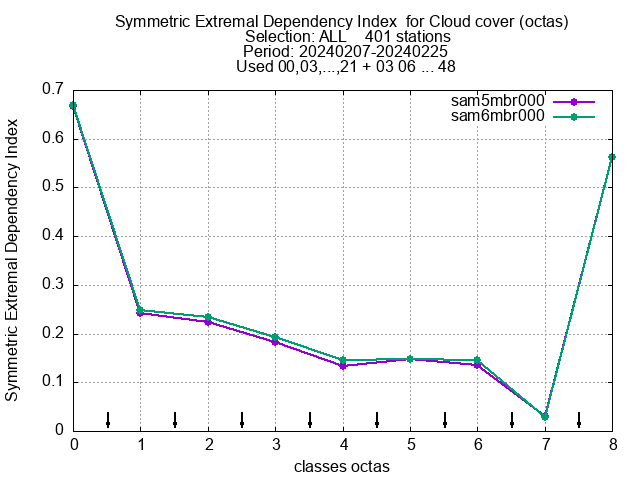 Symmetric Extremal Dependency Index  for Cloud cover (octas)
Selection: ALL    401 stations
Period: 20240207-20240225
Used 00,03,...,21 + 03 06 ... 48
sam5mbr000
sam6mbr000
Symmetric Extremal Dependency Index
0.7
0.6
0.5
0.4
0.3
0.2
0.1
0
0 1 2 3 4 5 6 7 8
classes octas